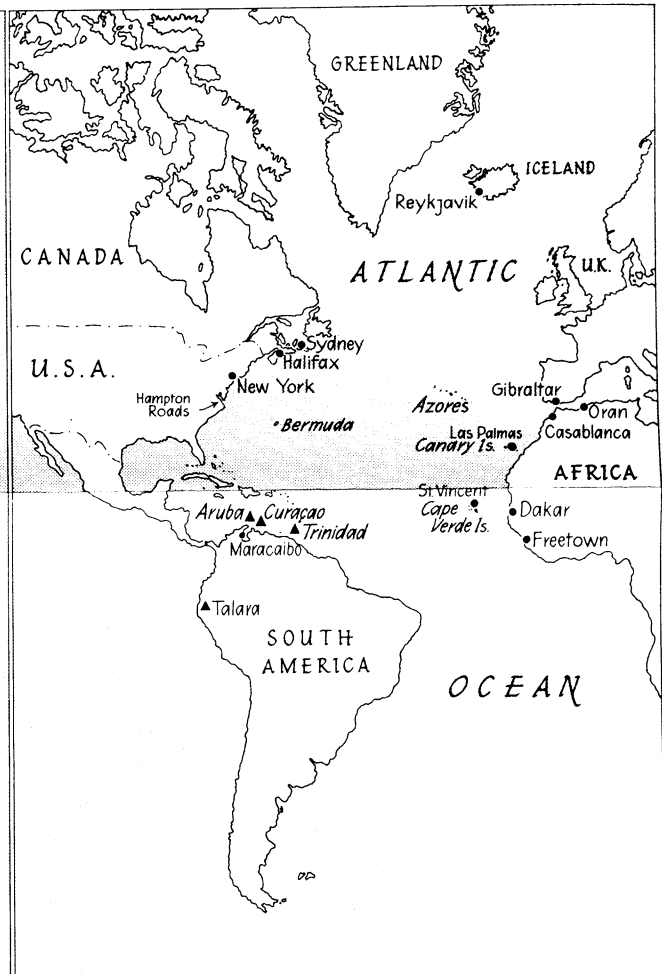 GREENLAND
ICELAND
Reykjavik
CANADA
ATLANTIC
U.K.
Sydney
Halifax
U.S.A.
New York
Hampton
Roads
Bermuda
Azores
Gibraltar
Oran
Casablanca
Las Palmas
Canary Is.
AFRICA
St. Vincent
Cape
Verde Is.
Dakar
Freetown
Aruba
Curaçao
Trinidad
Maracaibo
Talara
SOUTH
AMERICA
OCEAN